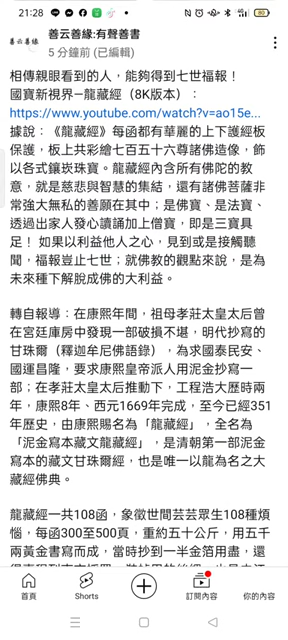 21:28
善云善緣
善云善緣:有聲善書
5 分鐘前 (已編輯)
相傳親眼看到的人，能夠得到七世福報！
國寶新視界—龍藏經（8K版本）：
https://www.youtube.com/watch?v=ao15e...
據說：《龍藏經》每函都有華麗的上下護經板
保護，板上共彩繪七百五十六尊諸佛造像，飾
以各式鑲崁珠寶。龍藏經內含所有佛陀的教
意，就是慈悲與智慧的集結，還有諸佛菩薩非
常強大無私的善願在其中；是佛寶、是法寶、
透過出家人發心讀誦加上僧寶，即是三寶具
足！ 如果以利益他人之心，見到或是接觸聽
聞，福報豈止七世；就佛教的觀點來說，是為
未來種下解脫成佛的大利益。
轉自報導：在康熙年間，祖母孝莊太皇太后曾
在宮廷庫房中發現一部破損不堪，明代抄寫的
甘珠爾（釋迦牟尼佛語錄），為求國泰民安、
國運昌隆，要求康熙皇帝派人用泥金抄寫一
部；在孝莊太皇太后推動下，工程浩大歷時兩
年，康熙8年、西元1669年完成，至今已經351
年歷史，由康熙賜名為「龍藏經」，全名為
「泥金寫本藏文龍藏經」，是清朝第一部泥金
寫本的藏文甘珠爾經，也是唯一以龍為名之大
藏經佛典。
龍藏經一共108函，象徵世間芸芸眾生108種煩
惱，每函300至500頁，重約五十公斤，用五千
兩黃金書寫而成，當時抄到一半金箔用盡，還
首頁
Shorts
訂閱內容
你的內容